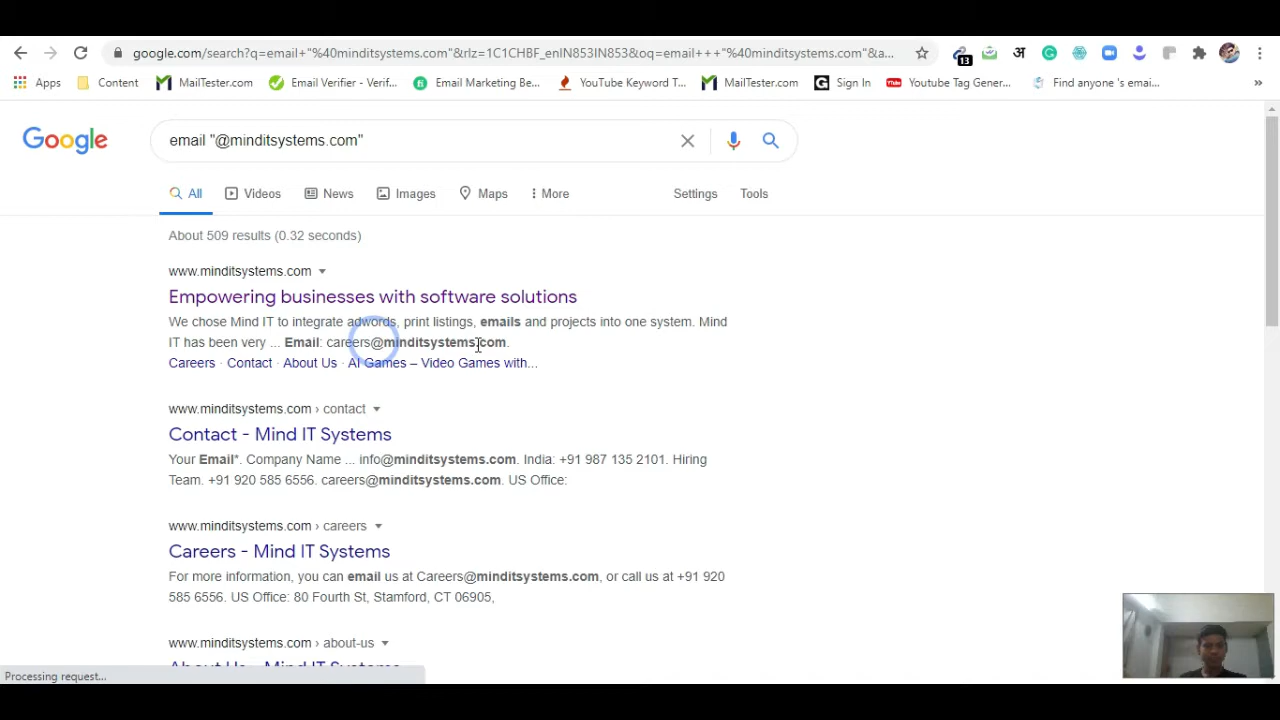 google.com/search?q=email+"%40minditsystems.com"&rlz=1C1CHBF_enIN853IN853&oq=email+++"%40minditsystems.com"&a...
13
अ
Apps
Content
MailTester.com
Email Verifier - Verif...
Email Marketing Be...
YouTube Keyword T...
MailTester.com
Sign In
Youtube Tag Gener...
Find anyone 's emai...
»
Google
email "@minditsystems.com"
All
Videos
News
Images
Maps
More
Settings
Tools
About 509 results (0.32 seconds)
www.minditsystems.com
Empowering businesses with software solutions
We chose Mind IT to integrate adwords, print listings, emails and projects into one system. Mind
IT has been very ... Email: careers@minditsystems.com.
Careers · Contact · About Us · AI Games – Video Games with...
www.minditsystems.com › contact
Contact - Mind IT Systems
Your Email*. Company Name ... info@minditsystems.com. India: +91 987 135 2101. Hiring
Team. +91 920 585 6556. careers@minditsystems.com. US Office:
www.minditsystems.com › careers
Careers - Mind IT Systems
For more information, you can email us at Careers@minditsystems.com, or call us at +91 920
585 6556. US Office: 80 Fourth St, Stamford, CT 06905,
www.minditsystems.com › about-us
About Us - Mind IT Systems
Processing request...